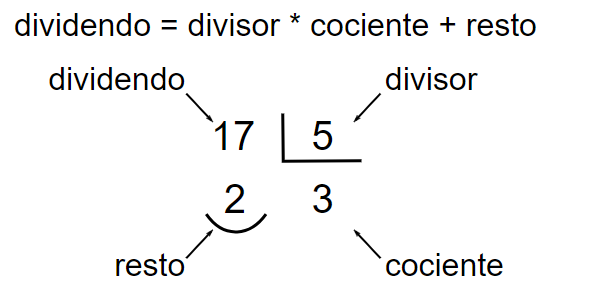 dividendo = divisor * cociente + resto
dividendo divisor
17 5
2 3
resto cociente